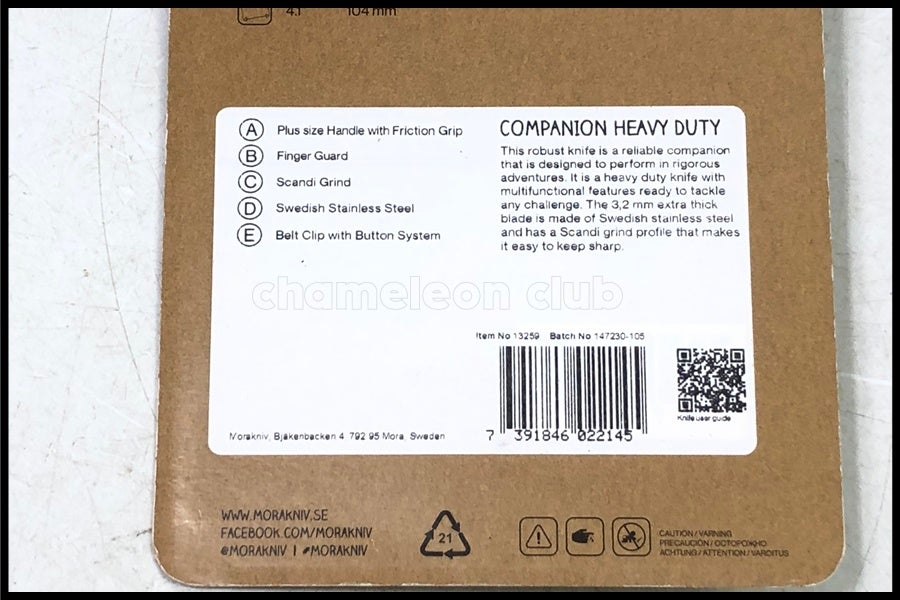 4.1 104 mm
A Plus size Handle with Friction Grip
B Finger Guard
C Scandi Grind
D Swedish Stainless Steel
E Belt Clip with Button System
COMPANION HEAVY DUTY
This robust knife is a reliable companion
that is designed to perform in rigorous
adventures. It is a heavy duty knife with
multifunctional features ready to tackle
any challenge. The 3,2 mm extra thick
blade is made of Swedish stainless steel
and has a Scandi grind profile that makes
it easy to keep sharp.
chameleon club
Item No 13259 Batch No 147230-105
7 391846 022145
Knife user guide
Morakniv, Bjäkenbacken 4, 792 95 Mora, Sweden
WWW.MORAKNIV.SE
FACEBOOK.COM/MORAKNIV
@MORAKNIV I #MORAKNIV
21
CAUTION / VARNING
PRECAUCIÓN / ОСТОРОЖНО
ACHTUNG / ATTENTION / VAROITUS